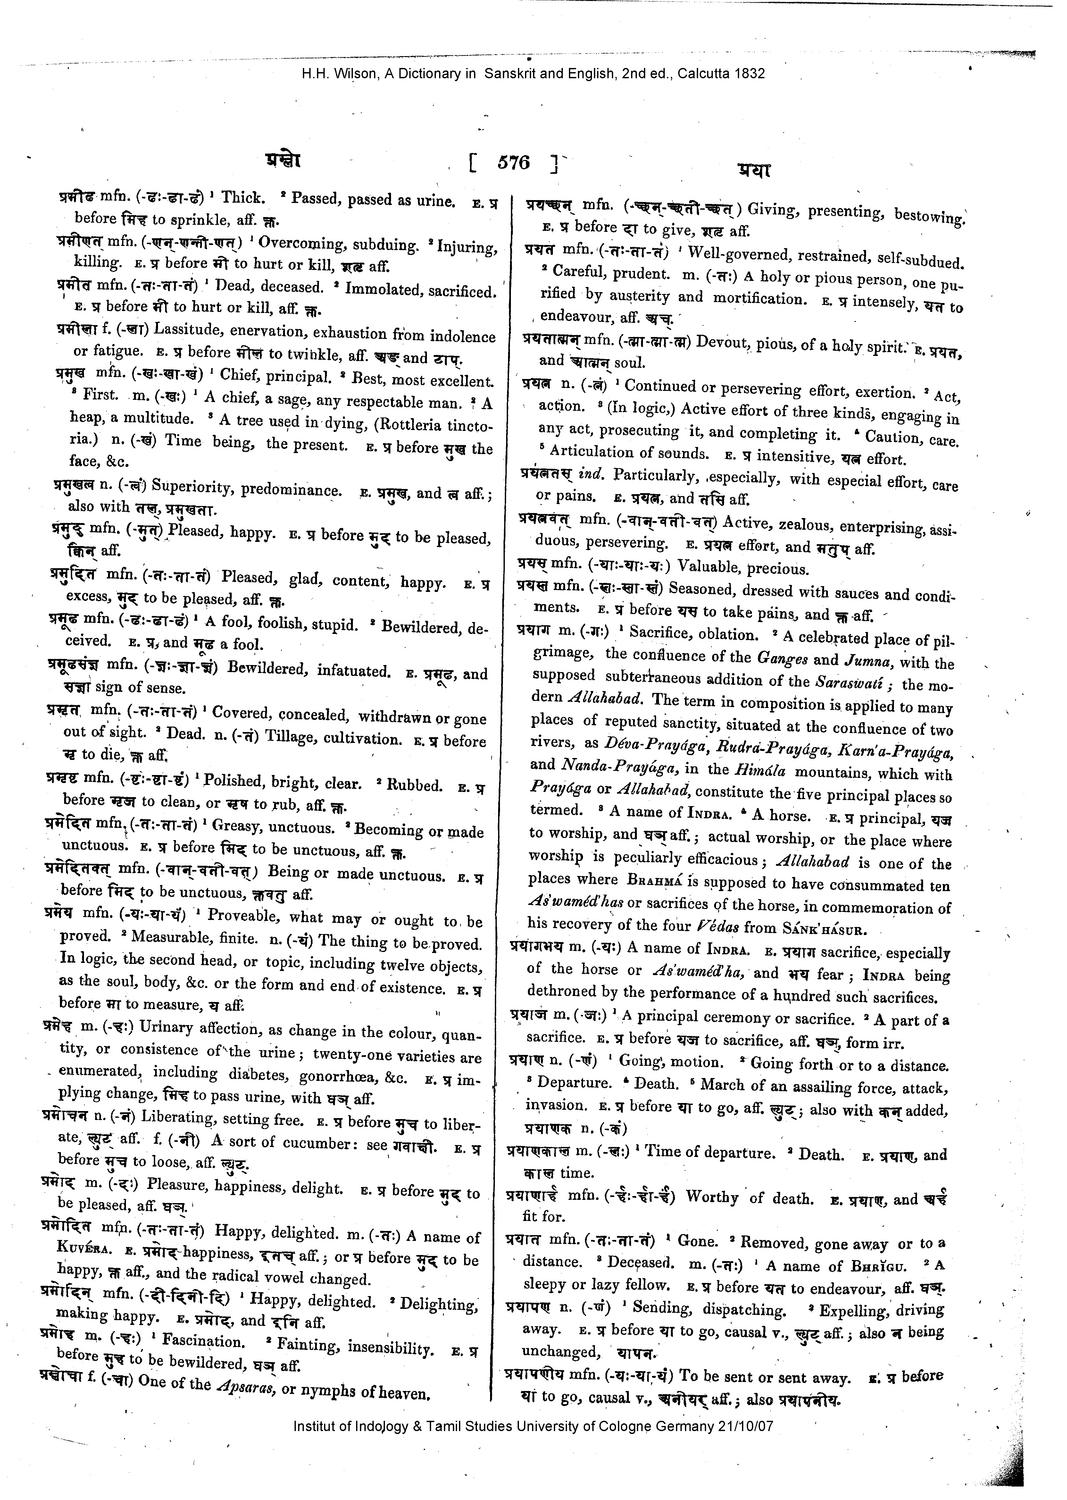 H.H. Wilson, A Dictionary in Sanskrit and English, 2nd ed., Calcutta 1832
प्रम्लो [ 576 ] प्रया
प्रमीढ mfn. (-ढः-ढा-ढं) ¹ Thick. ² Passed, passed as urine. E. प्र
before मिह to sprinkle, aff. क्त.
प्रमीणत् mfn. (-णन्-णन्ती-णत्) ¹ Overcoming, subduing. ² Injuring,
killing. E. प्र before मी to hurt or kill, शतृ aff.
प्रमीत mfn. (-तः-ता-तं) ¹ Dead, deceased. ² Immolated, sacrificed.
E. प्र before मी to hurt or kill, aff. क्त.
प्रमीला f. (-ला) Lassitude, enervation, exhaustion from indolence
or fatigue. E. प्र before मील to twinkle, aff. अङ् and टाप्.
प्रमुख mfn. (-खः-खा-खं) ¹ Chief, principal. ² Best, most excellent.
³ First. m. (-खः) ¹ A chief, a sage, any respectable man. ² A
heap, a multitude. ³ A tree used in dying, (Rottleria tincto-
ria.) n. (-खं) Time being, the present. E. प्र before मुख the
face, &c.
प्रमुखत्व n. (-त्वं) Superiority, predominance. E. प्रमुख, and त्व aff.;
also with तल्, प्रमुखता.
प्रमुद् mfn. (-मुत्) Pleased, happy. E. प्र before मुद् to be pleased,
क्विन् aff.
प्रमुदित mfn. (-तः-ता-तं) Pleased, glad, content, happy. E. प्र
excess, मुद् to be pleased, aff. क्त.
प्रमूढ mfn. (-ढः-ढा-ढं) ¹ A fool, foolish, stupid. ² Bewildered, de-
ceived. E. प्र, and मूढ a fool.
प्रमूढसंज्ञ mfn. (-ज्ञः-ज्ञा-ज्ञं) Bewildered, infatuated. E. प्रमूढ, and
संज्ञा sign of sense.
प्रमृत mfn. (-तः-ता-तं) ¹ Covered, concealed, withdrawn or gone
out of sight. ² Dead. n. (-तं) Tillage, cultivation. E. प्र before
मृ to die, क्त aff.
प्रमृष्ट mfn. (-ष्टः-ष्टा-ष्टं) ¹ Polished, bright, clear. ² Rubbed. E. प्र
before मृज to clean, or मृष to rub, aff. क्त.
प्रमेदित mfn. (-तः-ता-तं) ¹ Greasy, unctuous. ² Becoming or made
unctuous. E. प्र before मिद to be unctuous, aff. क्त.
प्रमेदितवत् mfn. (-वान्-वती-वत्) Being or made unctuous. E. प्र
before मिद to be unctuous, क्तवतु aff.
प्रमेय mfn. (-यः-या-यं) ¹ Proveable, what may or ought to be
proved. ² Measurable, finite. n. (-यं) The thing to be proved.
In logic, the second head, or topic, including twelve objects,
as the soul, body, &c. or the form and end of existence. E. प्र
before मा to measure, य aff.
प्रमेह m. (-हः) Urinary affection, as change in the colour, quan-
tity, or consistence of the urine; twenty-one varieties are
enumerated, including diabetes, gonorrhœa, &c. E. प्र im-
plying change, मिह to pass urine, with घञ् aff.
प्रमोचन n. (-नं) Liberating, setting free. E. प्र before मुच to liber-
ate, ल्युट् aff. f. (-नी) A sort of cucumber: see गवाची. E. प्र
before मुच to loose, aff. ल्युट्.
प्रमोद m. (-दः) Pleasure, happiness, delight. E. प्र before मुद् to
be pleased, aff. घञ्.
प्रमोदित mfn. (-तः-ता-तं) Happy, delighted. m. (-तः) A name of
KUVÉRA. E. प्रमोद happiness, इतच् aff.; or प्र before मुद् to be
happy, क्त aff., and the radical vowel changed.
प्रमोदिन् mfn. (-दी-दिनी-दि) ¹ Happy, delighted. ² Delighting,
making happy. E. प्रमोद, and इनि aff.
प्रमोह m. (-हः) ¹ Fascination. ² Fainting, insensibility. E. प्र
before मुह to be bewildered, घञ् aff.
प्रम्लोचा f. (-चा) One of the Apsaras, or nymphs of heaven.
प्रयच्छन् mfn. (-च्छन्-च्छती-च्छत्) Giving, presenting, bestowing.
E. प्र before दा to give, शतृ aff.
प्रयत mfn. (-तः-ता-तं) ¹ Well-governed, restrained, self-subdued.
² Careful, prudent. m. (-तः) A holy or pious person, one pu-
rified by austerity and mortification. E. प्र intensely, यत to
endeavour, aff. अच्.
प्रयतात्मन् mfn. (-त्मा-त्मा-त्म) Devout, pious, of a holy spirit. E. प्रयत,
and आत्मन् soul.
प्रयत्न n. (-त्नं) ¹ Continued or persevering effort, exertion. ² Act,
action. ³ (In logic,) Active effort of three kinds, engaging in
any act, prosecuting it, and completing it. ⁴ Caution, care.
⁵ Articulation of sounds. E. प्र intensitive, यत्न effort.
प्रयत्नतस् ind. Particularly, especially, with especial effort, care
or pains. E. प्रयत्न, and तसि aff.
प्रयत्नवत् mfn. (-वान्-वती-वत्) Active, zealous, enterprising, assi-
duous, persevering. E. प्रयत्न effort, and मतुप् aff.
प्रयस् mfn. (-याः-याः-यः) Valuable, precious.
प्रयस्त mfn. (-स्तः-स्ता-स्तं) Seasoned, dressed with sauces and condi-
ments. E. प्र before यस to take pains, and क्त aff.
प्रयाग m. (-गः) ¹ Sacrifice, oblation. ² A celebrated place of pil-
grimage, the confluence of the Ganges and Jumna, with the
supposed subterraneous addition of the Saraswatí; the mo-
dern Allahabad. The term in composition is applied to many
places of reputed sanctity, situated at the confluence of two
rivers, as Déva-Prayága, Rudrá-Prayága, Karn'a-Prayága,
and Nanda-Prayága, in the Himála mountains, which with
Prayága or Allahabad, constitute the five principal places so
termed. ³ A name of INDRA. ⁴ A horse. E. प्र principal, यज
to worship, and घञ् aff.; actual worship, or the place where
worship is peculiarly efficacious; Allahabad is one of the
places where BRAHMÁ is supposed to have consummated ten
As'waméd'has or sacrifices of the horse, in commemoration of
his recovery of the four Védas from SÁNK'HÁSUR.
प्रयागभय m. (-यः) A name of INDRA. E. प्रयाग sacrifice, especially
of the horse or As'waméd'ha, and भय fear; INDRA being
dethroned by the performance of a hundred such sacrifices.
प्रयाज m. (-जः) ¹ A principal ceremony or sacrifice. ² A part of a
sacrifice. E. प्र before यज to sacrifice, aff. घञ्, form irr.
प्रयाण n. (-णं) ¹ Going, motion. ² Going forth or to a distance.
³ Departure. ⁴ Death. ⁵ March of an assailing force, attack,
invasion. E. प्र before या to go, aff. ल्युट्; also with कन् added,
प्रयाणक n. (-कं)
प्रयाणकाल m. (-लः) ¹ Time of departure. ² Death. E. प्रयाण, and
काल time.
प्रयाणार्ह mfn. (-र्हः-र्हा-र्हं) Worthy of death. E. प्रयाण, and अर्ह
fit for.
प्रयात mfn. (-तः-ता-तं) ¹ Gone. ² Removed, gone away or to a
distance. ³ Deceased. m. (-तः) ¹ A name of BHRĬGU. ² A
sleepy or lazy fellow. E. प्र before यत to endeavour, aff. घञ्.
प्रयापण n. (-णं) ¹ Sending, dispatching. ² Expelling, driving
away. E. प्र before या to go, causal v., ल्युट् aff.; also न being
unchanged, यापन.
प्रयापणीय mfn. (-यः-या-यं) To be sent or sent away. E. प्र before
या to go, causal v., अनीयर् aff.; also प्रयापनीय.
Institut of Indology & Tamil Studies University of Cologne Germany 21/10/07